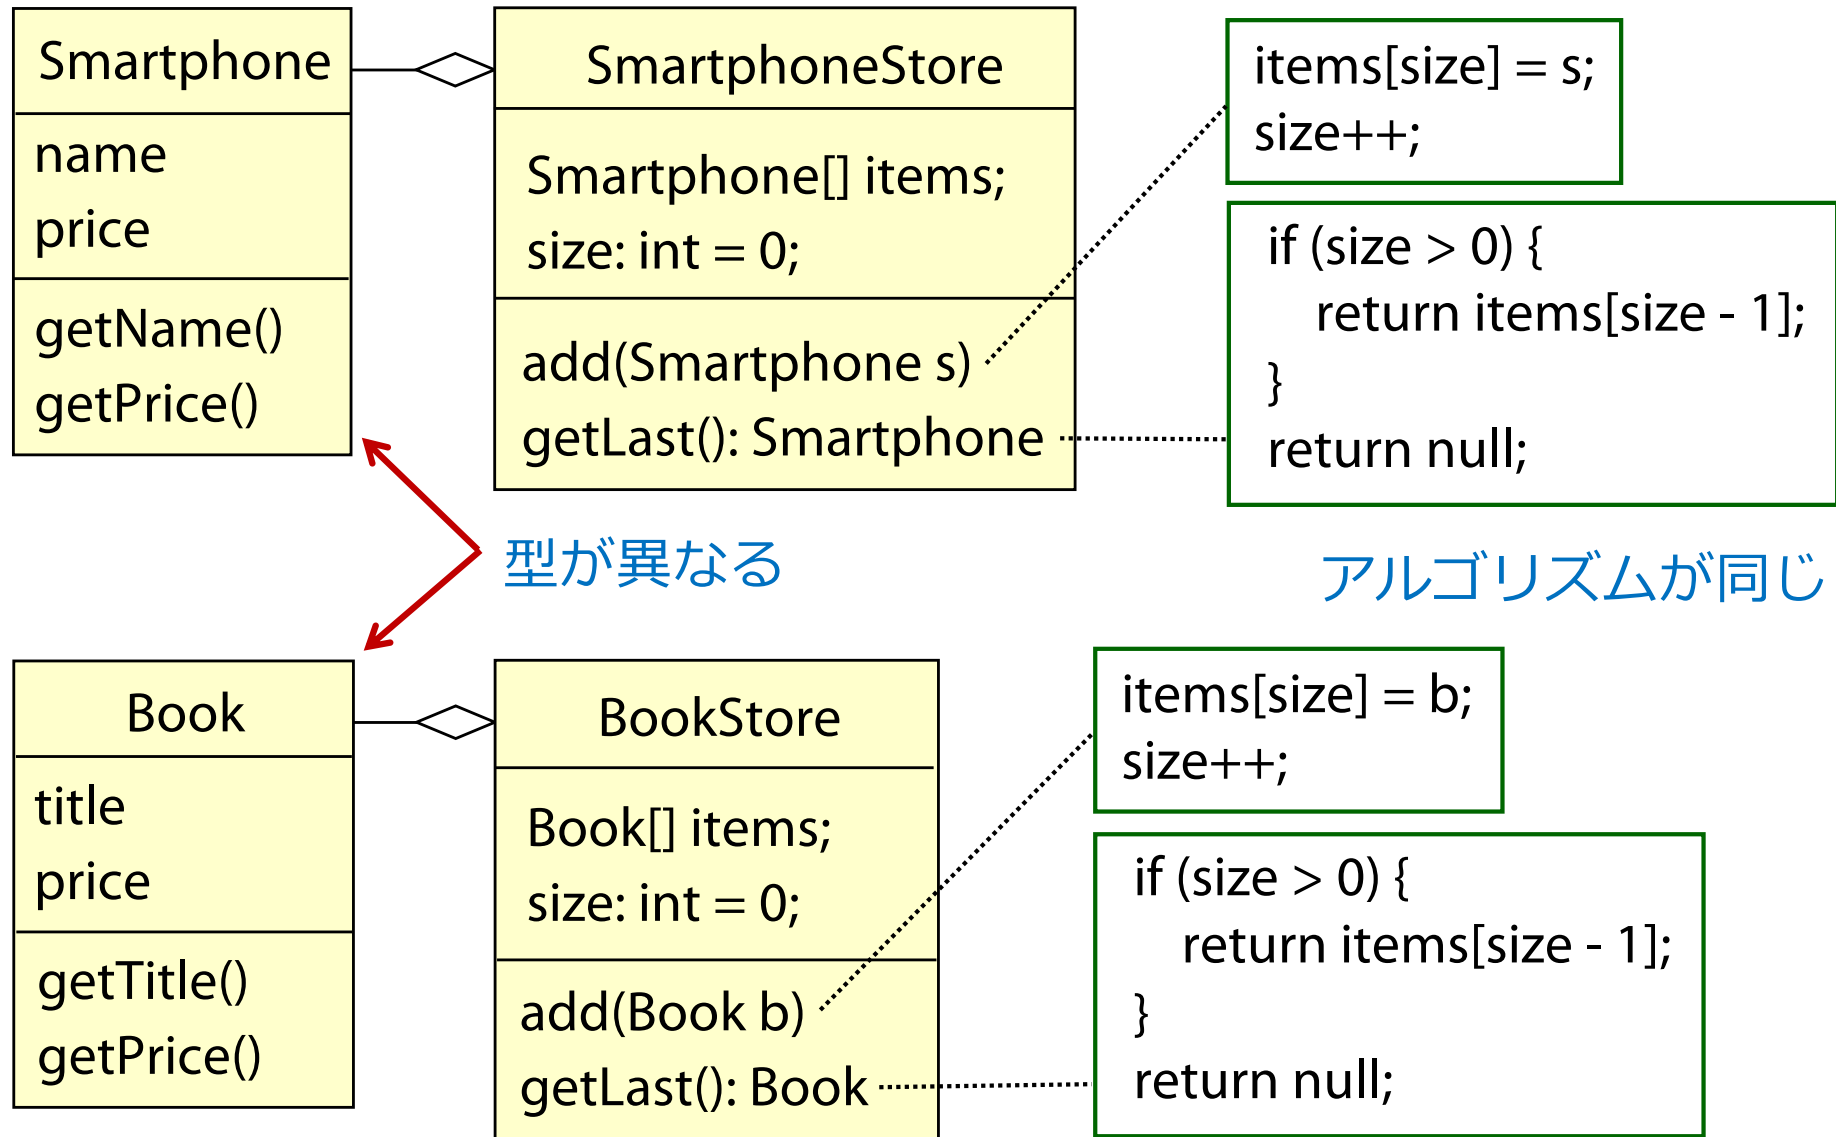 Smartphone
name
price
getName()
getPrice()
SmartphoneStore
Smartphone[] items;
size: int = 0;
add(Smartphone s)
getLast(): Smartphone
items[size] = s;
size++;
if (size > 0) {
return items[size - 1];
}
return null;
型が異なる
アルゴリズムが同じ
Book
title
price
getTitle()
getPrice()
BookStore
Book[] items;
size: int = 0;
add(Book b)
getLast(): Book
items[size] = b;
size++;
if (size > 0) {
return items[size - 1];
}
return null;